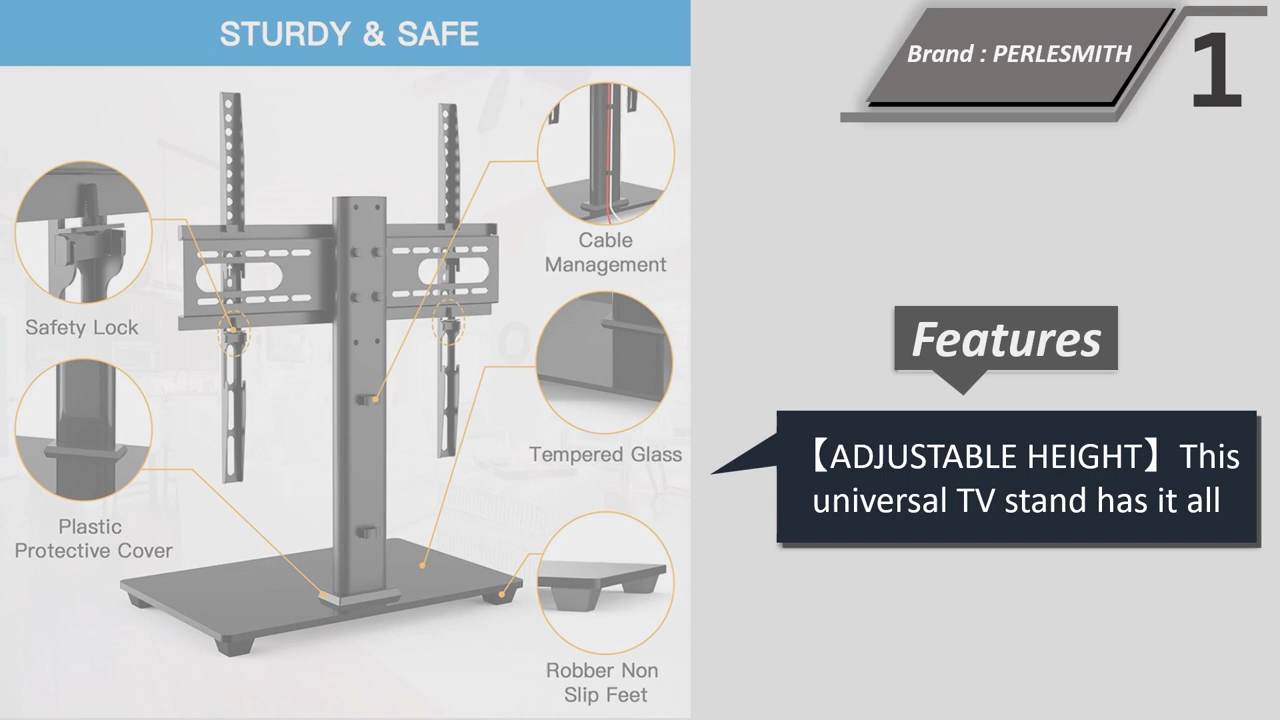 STURDY & SAFE
Safety Lock
Plastic
Protective Cover
Cable
Management
Tempered Glass
Robber Non
Slip Feet
Brand : PERLESMITH
1
Features
【ADJUSTABLE HEIGHT】 This
universal TV stand has it all